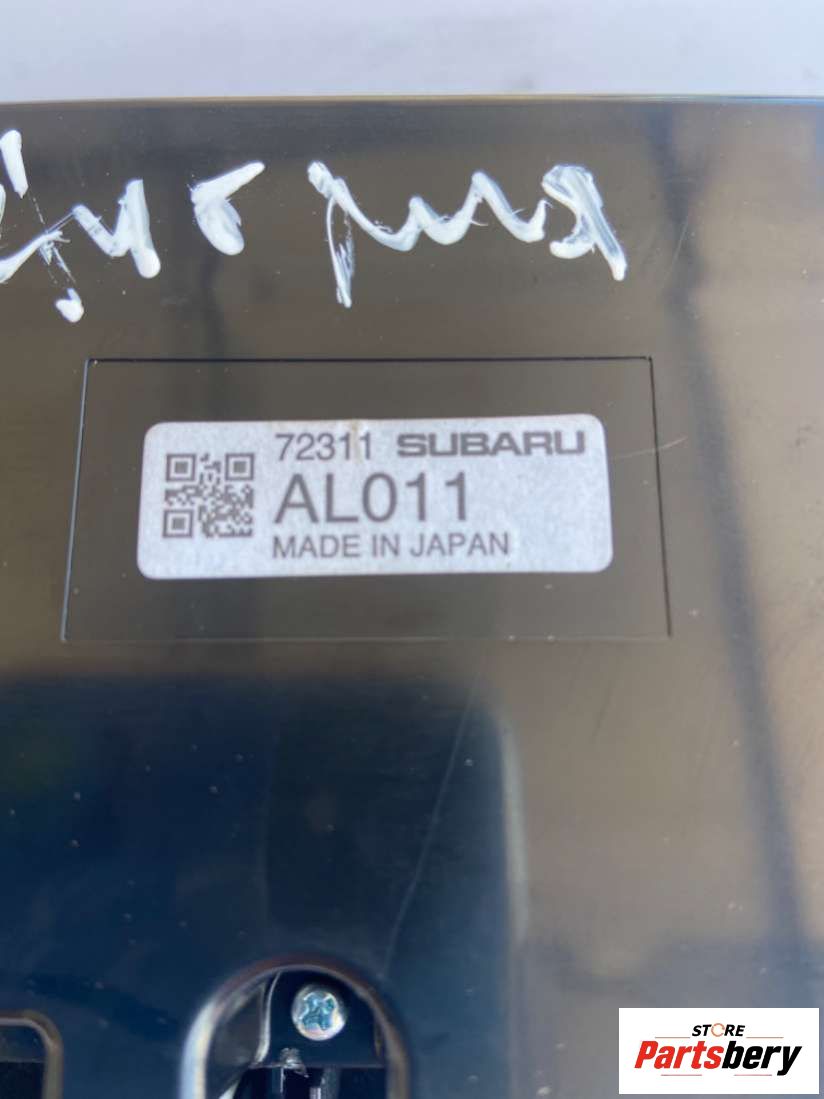 72311 SUBARU
AL011
MADE IN JAPAN
STORE
Partsbery